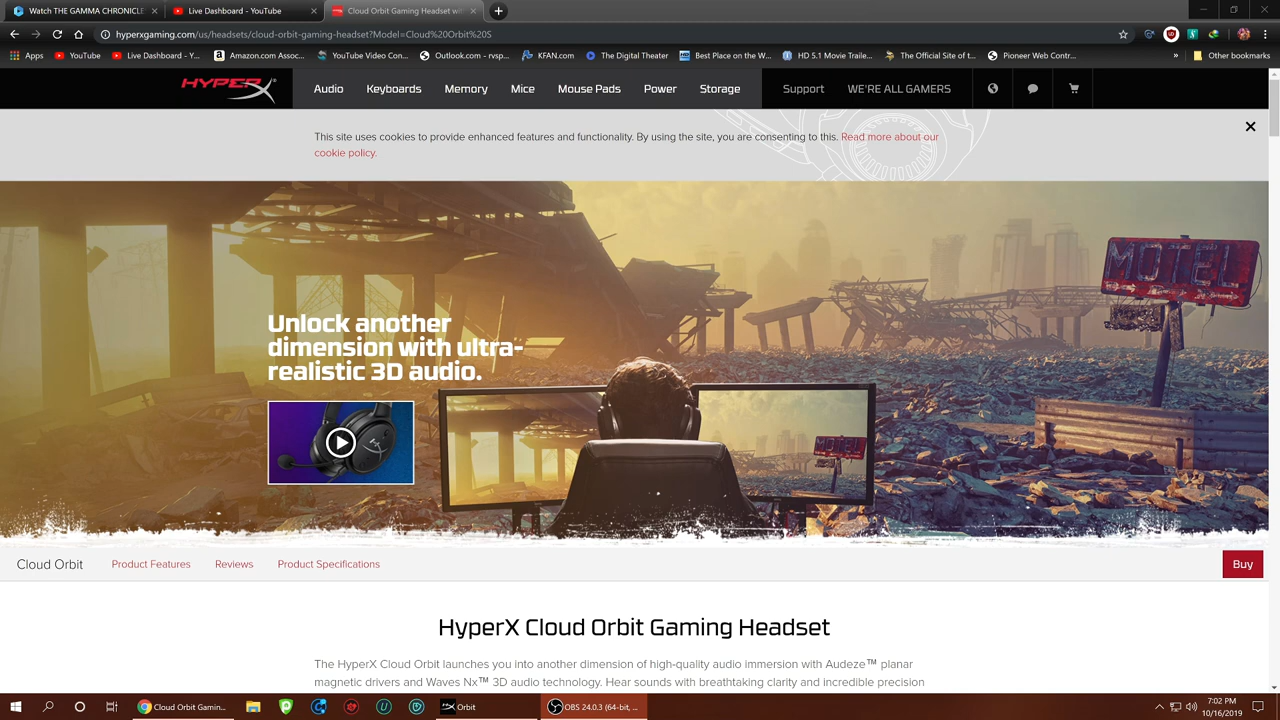 Watch THE GAMMA CHRONICLE
Live Dashboard - YouTube
Cloud Orbit Gaming Headset wit
hyperxgaming.com/us/headsets/cloud-orbit-gaming-headset?Model=Cloud%20Orbit%20S
Apps
YouTube
Live Dashboard - Y...
Amazon.com Assoc...
YouTube Video Con...
Outlook.com - rvsp...
KFAN.com
The Digital Theater
Best Place on the W...
HD 5.1 Movie Traile...
The Official Site of t...
Pioneer Web Contr...
»
Other bookmarks
HYPERX
Audio
Keyboards
Memory
Mice
Mouse Pads
Power
Storage
Support
WE'RE ALL GAMERS
This site uses cookies to provide enhanced features and functionality. By using the site, you are consenting to this. Read more about our
cookie policy.
MOTEL
Unlock another
dimension with ultra-
realistic 3D audio.
Cloud Orbit
Product Features
Reviews
Product Specifications
Buy
HyperX Cloud Orbit Gaming Headset
The HyperX Cloud Orbit launches you into another dimension of high-quality audio immersion with Audeze™ planar
magnetic drivers and Waves Nx™ 3D audio technology. Hear sounds with breathtaking clarity and incredible precision
Cloud Orbit Gamin...
Orbit
OBS 24.0.3 (64-bit, ...
7:02 PM
10/16/2019